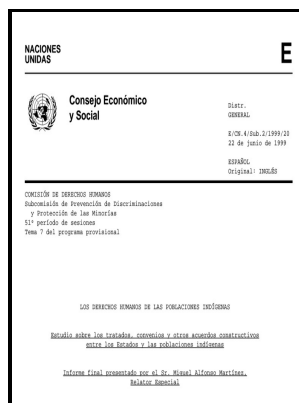 NACIONES
UNIDAS
E
Consejo Económico
y Social
Distr.
GENERAL
E/CN.4/Sub.2/1999/20
22 de junio de 1999
ESPAÑOL
Original: INGLÉS
COMISIÓN DE DERECHOS HUMANOS
Subcomisión de Prevención de Discriminaciones
y Protección de las Minorías
51º período de sesiones
Tema 7 del programa provisional
LOS DERECHOS HUMANOS DE LAS POBLACIONES INDÍGENAS
Estudio sobre los tratados, convenios y otros acuerdos constructivos
entre los Estados y las poblaciones indígenas
Informe final presentado por el Sr. Miguel Alfonso Martínez,
Relator Especial